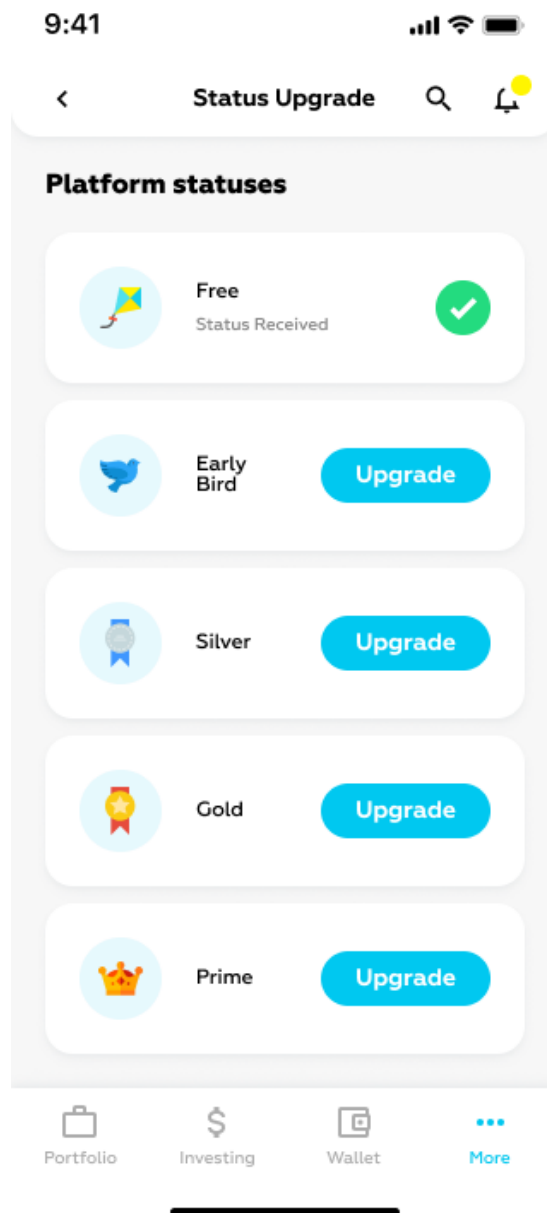 9:41
Status Upgrade
Platform statuses
Free
Status Received
Early
Bird
Upgrade
Silver
Upgrade
Gold
Upgrade
Prime
Upgrade
Portfolio
Investing
Wallet
More